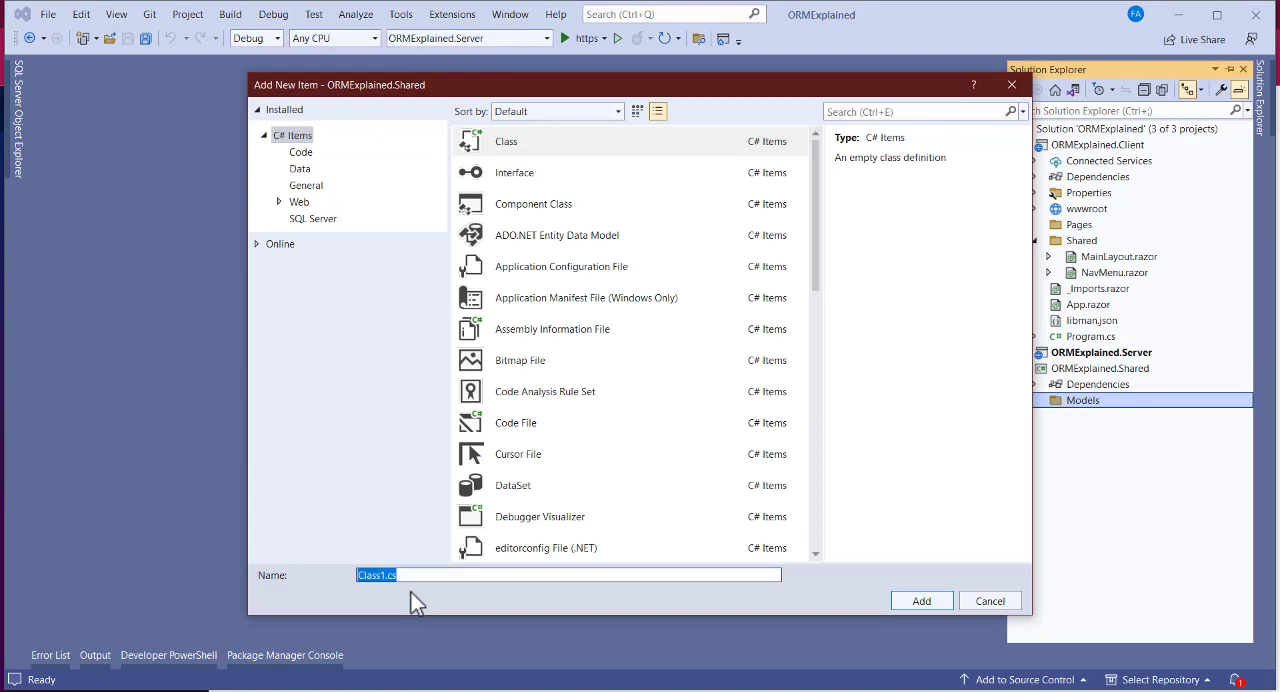 File Edit View Git Project Build Debug Test Analyze Tools Extensions Window Help Search (Ctrl+Q) ORMExplained FA
Debug Any CPU ORMExplained.Server https Live Share
SQL Server Object Explorer
Add New Item - ORMExplained.Shared ?
Installed
C# Items
Code
Data
General
Web
SQL Server
Online
Sort by: Default
Search (Ctrl+E)
Class C# Items
Interface C# Items
Component Class C# Items
ADO.NET Entity Data Model C# Items
Application Configuration File C# Items
Application Manifest File (Windows Only) C# Items
Assembly Information File C# Items
Bitmap File C# Items
Code Analysis Rule Set C# Items
Code File C# Items
Cursor File C# Items
DataSet C# Items
Debugger Visualizer C# Items
editorconfig File (.NET) C# Items
Type: C# Items
An empty class definition
Name: Class1.cs
Add Cancel
Solution Explorer
Search Solution Explorer (Ctrl+;)
Solution 'ORMExplained' (3 of 3 projects)
ORMExplained.Client
Connected Services
Dependencies
Properties
wwwroot
Pages
Shared
MainLayout.razor
NavMenu.razor
_Imports.razor
App.razor
libman.json
C# Program.cs
ORMExplained.Server
ORMExplained.Shared
Dependencies
Models
Solution Explorer
Error List Output Developer PowerShell Package Manager Console
Ready Add to Source Control Select Repository 1